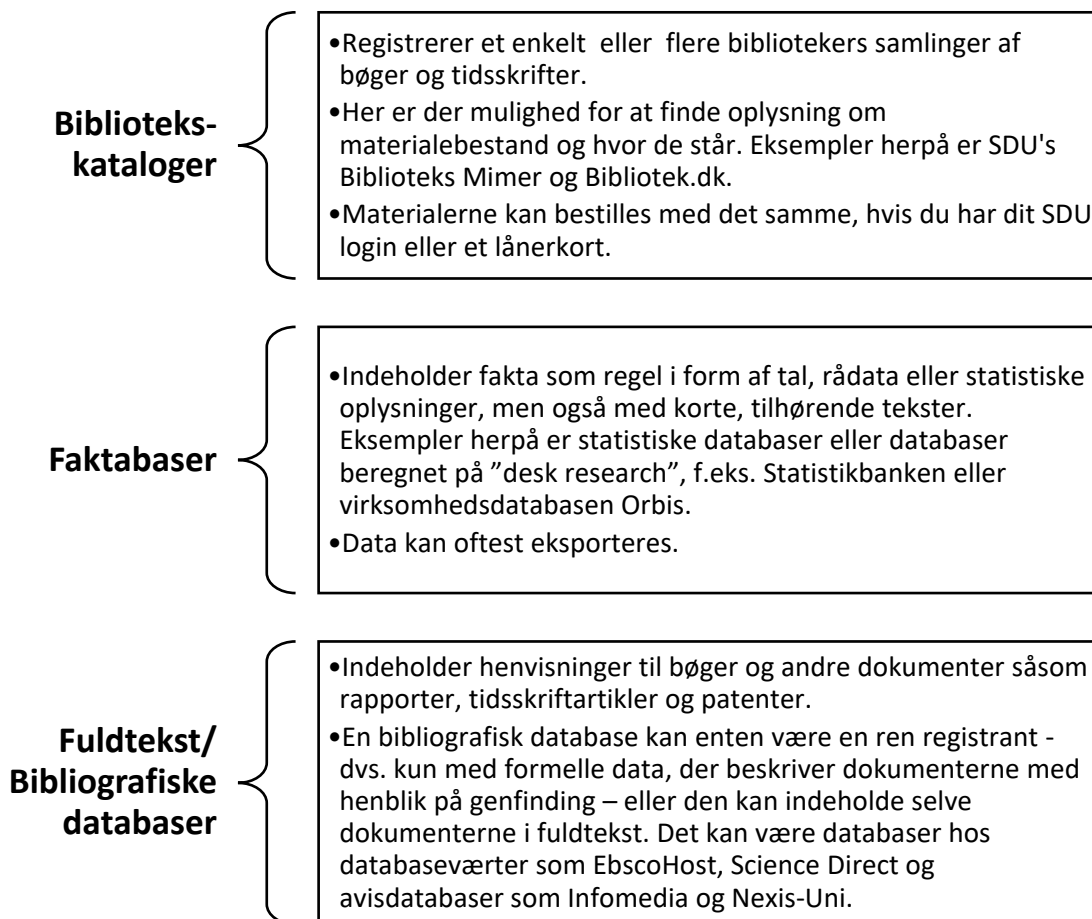 Biblioteks-
kataloger
•Registrerer et enkelt eller flere bibliotekers samlinger af
bøger og tidsskrifter.
•Her er der mulighed for at finde oplysning om
materialebestand og hvor de står. Eksempler herpå er SDU's
Biblioteks Mimer og Bibliotek.dk.
•Materialerne kan bestilles med det samme, hvis du har dit SDU
login eller et lånerkort.
Faktabaser
•Indeholder fakta som regel i form af tal, rådata eller statistiske
oplysninger, men også med korte, tilhørende tekster.
Eksempler herpå er statistiske databaser eller databaser
beregnet på ”desk research”, f.eks. Statistikbanken eller
virksomhedsdatabasen Orbis.
•Data kan oftest eksporteres.
Fuldtekst/
Bibliografiske
databaser
•Indeholder henvisninger til bøger og andre dokumenter såsom
rapporter, tidsskriftartikler og patenter.
•En bibliografisk database kan enten være en ren registrant -
dvs. kun med formelle data, der beskriver dokumenterne med
henblik på genfinding – eller den kan indeholde selve
dokumenterne i fuldtekst. Det kan være databaser hos
databaseværter som EbscoHost, Science Direct og
avisdatabaser som Infomedia og Nexis-Uni.